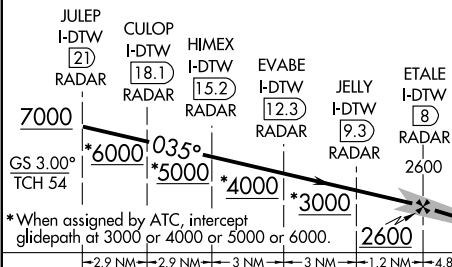 JULEP
I-DTW
21
RADAR
CULOP
I-DTW
18.1
RADAR
HIMEX
I-DTW
15.2
RADAR
EVABE
I-DTW
12.3
RADAR
JELLY
I-DTW
9.3
RADAR
ETALE
I-DTW
8
RADAR
7000
2600
GS 3.00°
TCH 54
*6000
035°
*5000
*4000
*3000
2600
*When assigned by ATC, intercept
glidepath at 3000 or 4000 or 5000 or 6000.
2.9 NM 2.9 NM 3 NM 3 NM 1.2 NM 4.8